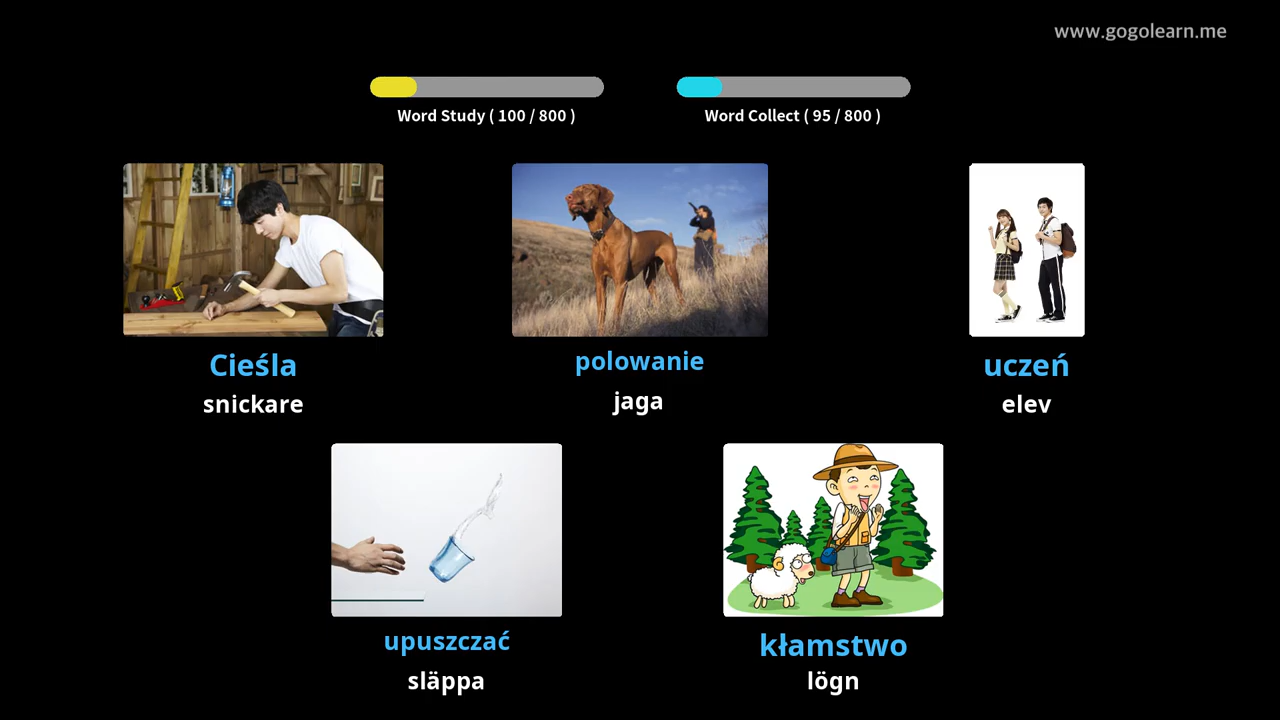 www.gogolearn.me
Word Study ( 100 / 800 )
Word Collect ( 95 / 800 )
Cieśla
snickare
polowanie
jaga
uczeń
elev
upuszczać
släppa
kłamstwo
lögn